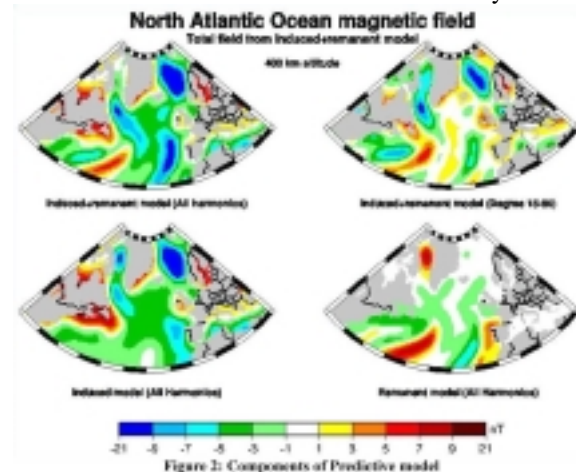 North Atlantic Ocean magnetic field
Total field from induced-remanent model
400 km altitude
Induced+remanent model (All harmonics)
Induced+remanent model (Degree 15-26)
Induced model (All Harmonics)
Remanent model (All Harmonics)
nT
-21 -9 -7 -5 -3 -1 1 3 5 7 9 21
Figure 2: Components of Predictive model